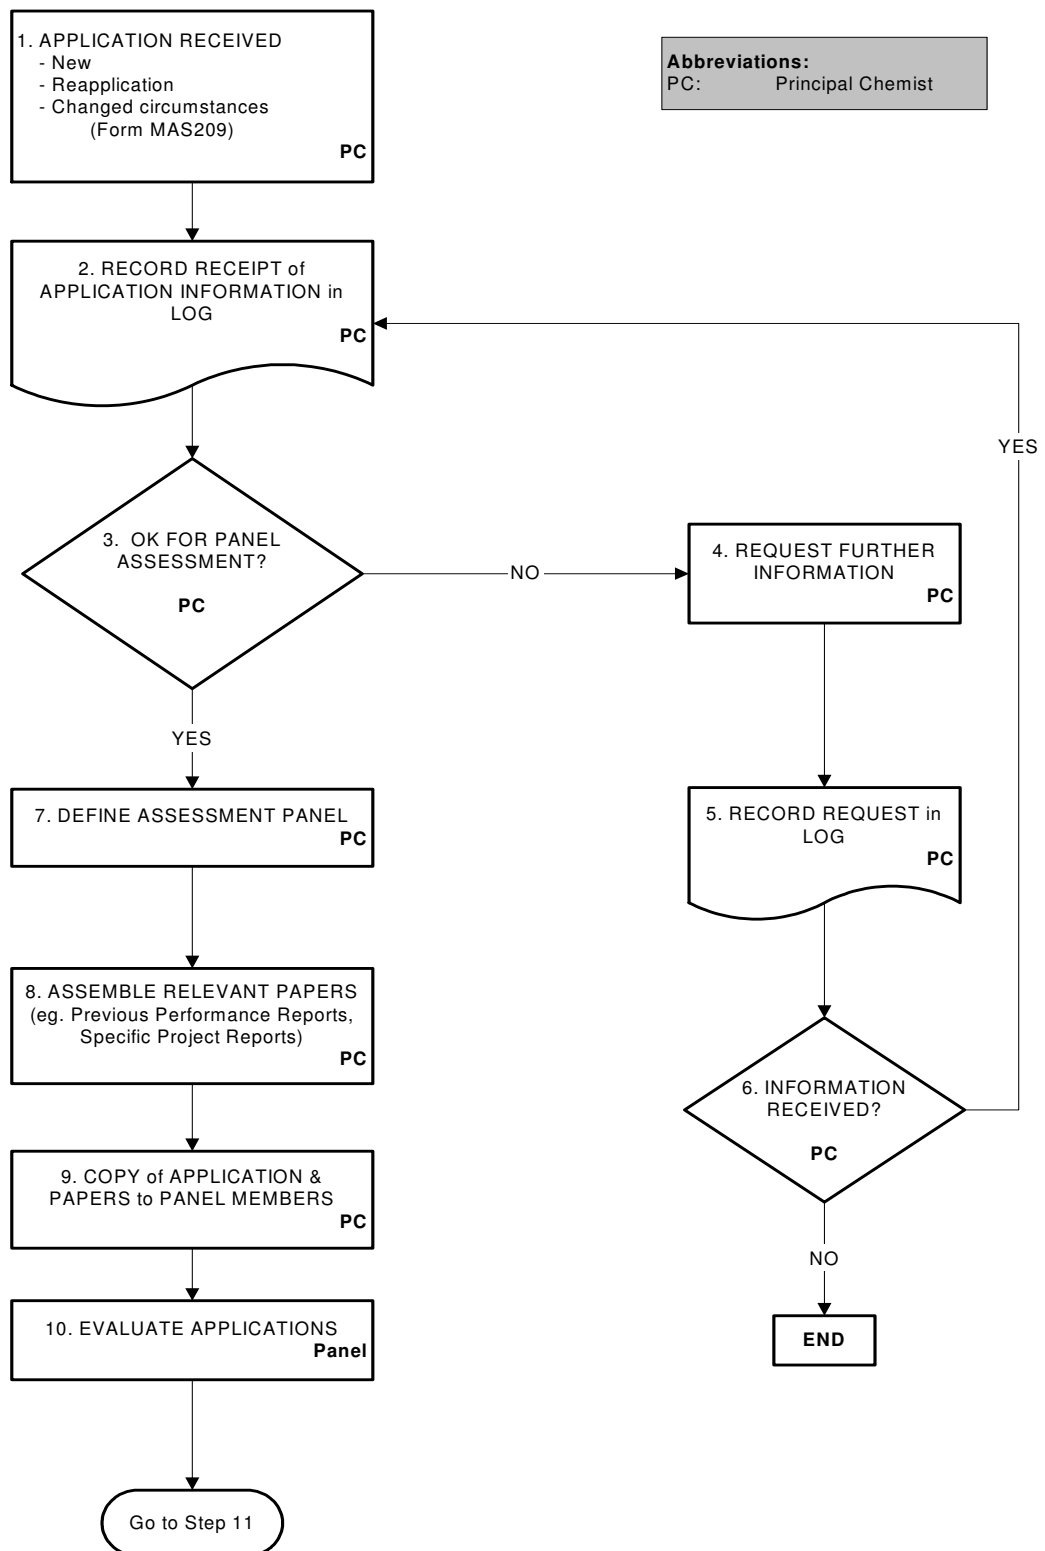 1. APPLICATION RECEIVED
- New
- Reapplication
- Changed circumstances
(Form MAS209)
PC
Abbreviations:
PC: Principal Chemist
2. RECORD RECEIPT of
APPLICATION INFORMATION in
LOG
PC
YES
3. OK FOR PANEL
ASSESSMENT?
PC
NO
4. REQUEST FURTHER
INFORMATION
PC
YES
7. DEFINE ASSESSMENT PANEL
PC
5. RECORD REQUEST in
LOG
PC
8. ASSEMBLE RELEVANT PAPERS
(eg. Previous Performance Reports,
Specific Project Reports)
PC
6. INFORMATION
RECEIVED?
PC
9. COPY of APPLICATION &
PAPERS to PANEL MEMBERS
PC
NO
10. EVALUATE APPLICATIONS
Panel
END
Go to Step 11